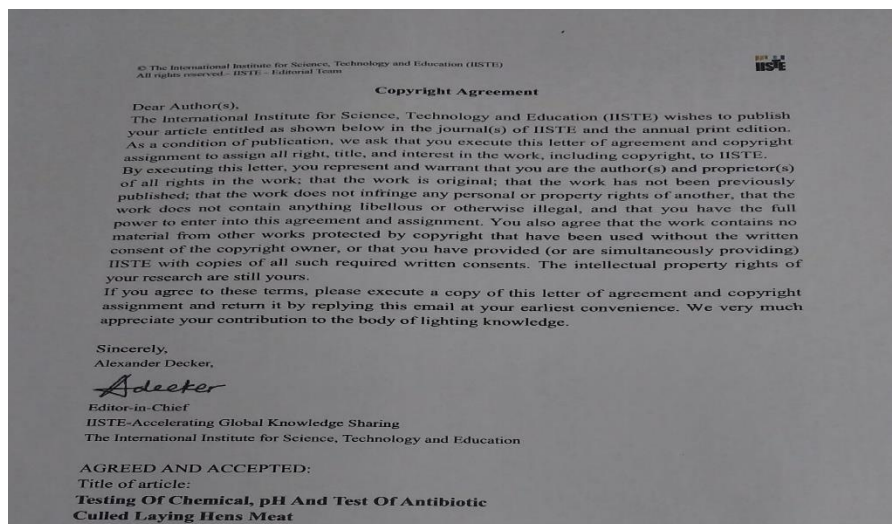 © The International Institute for Science, Technology and Education (IISTE)
IISTE
All rights reserved - IISTE - Editorial Team
Copyright Agreement
Dear Author(s),
The International Institute for Science, Technology and Education (IISTE) wishes to publish
your article entitled as shown below in the journal(s) of IISTE and the annual print edition.
As a condition of publication, we ask that you execute this letter of agreement and copyright
assignment to assign all right, title, and interest in the work, including copyright, to IISTE.
By executing this letter, you represent and warrant that you are the author(s) and proprietor(s)
of all rights in the work; that the work is original; that the work has not been previously
published; that the work does not infringe any personal or property rights of another, that the
work does not contain anything libellous or otherwise illegal, and that you have the full
power to enter into this agreement and assignment. You also agree that the work contains no
material from other works protected by copyright that have been used without the written
consent of the copyright owner, or that you have provided (or are simultaneously providing)
IISTE with copies of all such required written consents. The intellectual property rights of
your research are still yours.
If you agree to these terms, please execute a copy of this letter of agreement and copyright
assignment and return it by replying this email at your earliest convenience. We very much
appreciate your contribution to the body of lighting knowledge.
Sincerely,
Alexander Decker,
Adecker
Editor-in-Chief
IISTE-Accelerating Global Knowledge Sharing
The International Institute for Science, Technology and Education
AGREED AND ACCEPTED:
Title of article:
Testing Of Chemical, pH And Test Of Antibiotic
Culled Laying Hens Meat